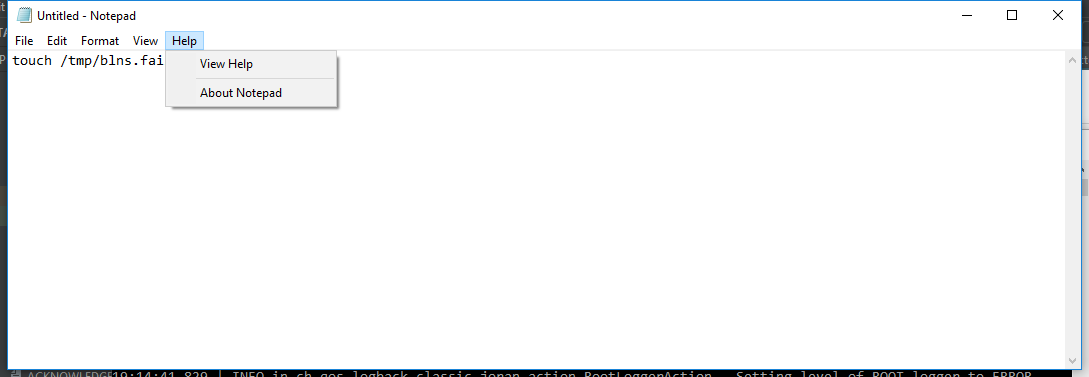 Untitled - Notepad
File Edit Format View Help
touch /tmp/blns.fai
View Help
About Notepad
19:14:41.829 | INFO in ch.qos.logback.classic.joran.action.RootLoggerAction - Setting level of ROOT logger to ERROR